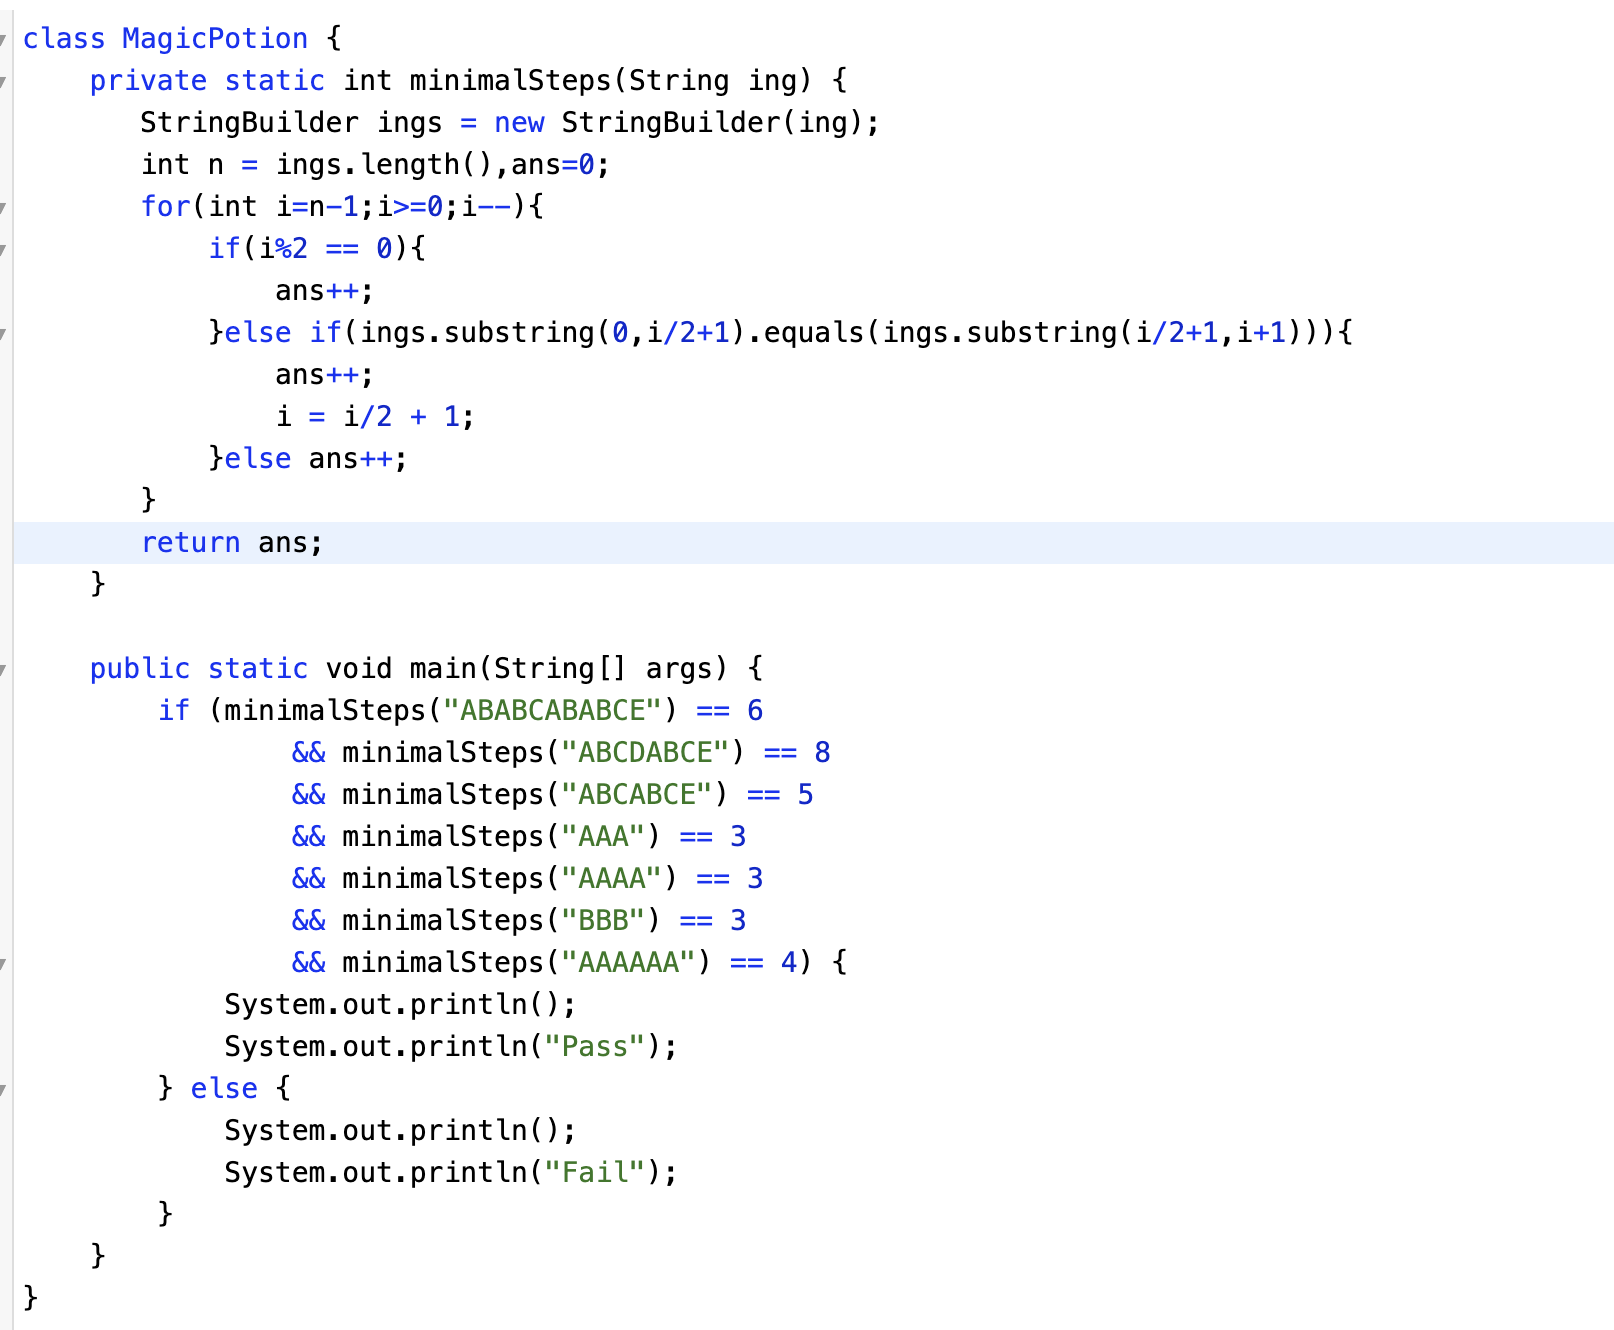 class MagicPotion {
    private static int minimalSteps(String ing) {
       StringBuilder ings = new StringBuilder(ing);
       int n = ings.length(),ans=0;
       for(int i=n-1;i>=0;i--){
           if(i%2 == 0){
               ans++;
           }else if(ings.substring(0,i/2+1).equals(ings.substring(i/2+1,i+1))){
               ans++;
               i = i/2 + 1;
           }else ans++;
       }
       return ans;
    }

    public static void main(String[] args) {
        if (minimalSteps("ABABCABABCE") == 6
                && minimalSteps("ABCDABCE") == 8
                && minimalSteps("ABCABCE") == 5
                && minimalSteps("AAA") == 3
                && minimalSteps("AAAA") == 3
                && minimalSteps("BBB") == 3
                && minimalSteps("AAAAAA") == 4) {
            System.out.println();
            System.out.println("Pass");
        } else {
            System.out.println();
            System.out.println("Fail");
        }
    }
}